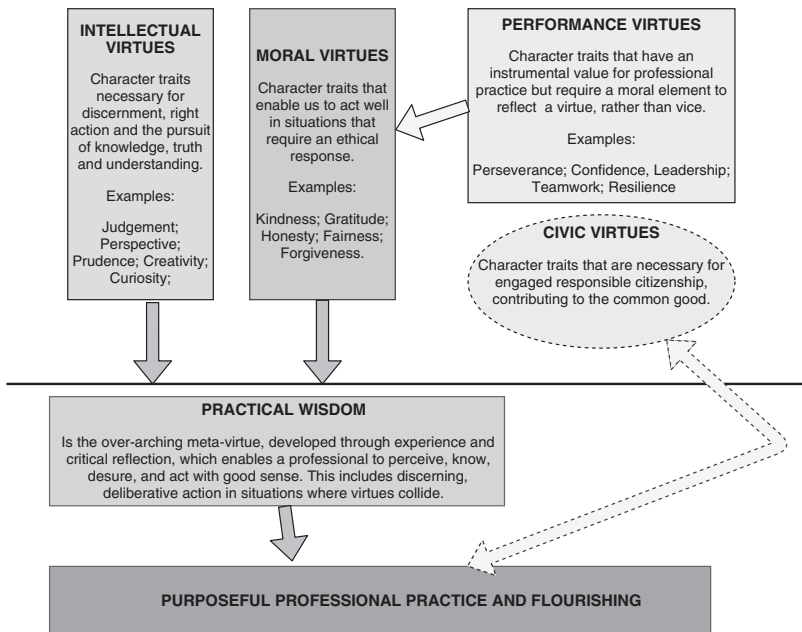 INTELLECTUAL
VIRTUES
Character traits
necessary for
discernment, right
action and the pursuit
of knowledge, truth
and understanding.
Examples:
Judgement;
Perspective;
Prudence; Creativity;
Curiosity;
MORAL VIRTUES
Character traits that
enable us to act well
in situations that
require an ethical
response.
Examples:
Kindness; Gratitude;
Honesty; Fairness;
Forgiveness.
PERFORMANCE VIRTUES
Character traits that have an
instrumental value for professional
practice but require a moral element to
reflect a virtue, rather than vice.
Examples:
Perseverance; Confidence, Leadership;
Teamwork; Resilience
CIVIC VIRTUES
Character traits that are necessary for
engaged responsible citizenship,
contributing to the common good.
PRACTICAL WISDOM
Is the over-arching meta-virtue, developed through experience and
critical reflection, which enables a professional to perceive, know,
desure, and act with good sense. This includes discerning,
deliberative action in situations where virtues collide.
PURPOSEFUL PROFESSIONAL PRACTICE AND FLOURISHING